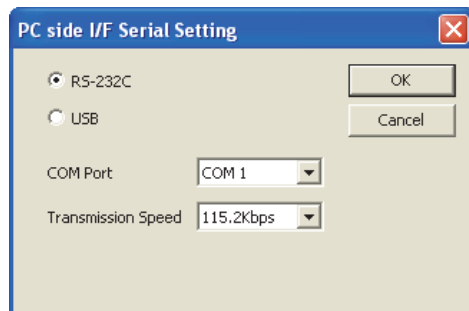 PC side I/F Serial Setting
RS-232C
OK
USB
Cancel
COM Port
COM 1
Transmission Speed
115.2Kbps